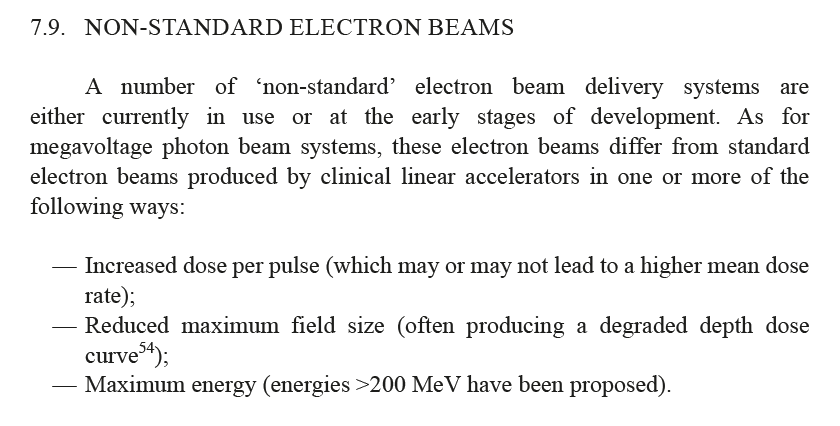 7.9. NON-STANDARD ELECTRON BEAMS
A number of ‘non-standard’ electron beam delivery systems are
either currently in use or at the early stages of development. As for
megavoltage photon beam systems, these electron beams differ from standard
electron beams produced by clinical linear accelerators in one or more of the
following ways:
— Increased dose per pulse (which may or may not lead to a higher mean dose
rate);
— Reduced maximum field size (often producing a degraded depth dose
curve⁵⁴);
— Maximum energy (energies >200 MeV have been proposed).